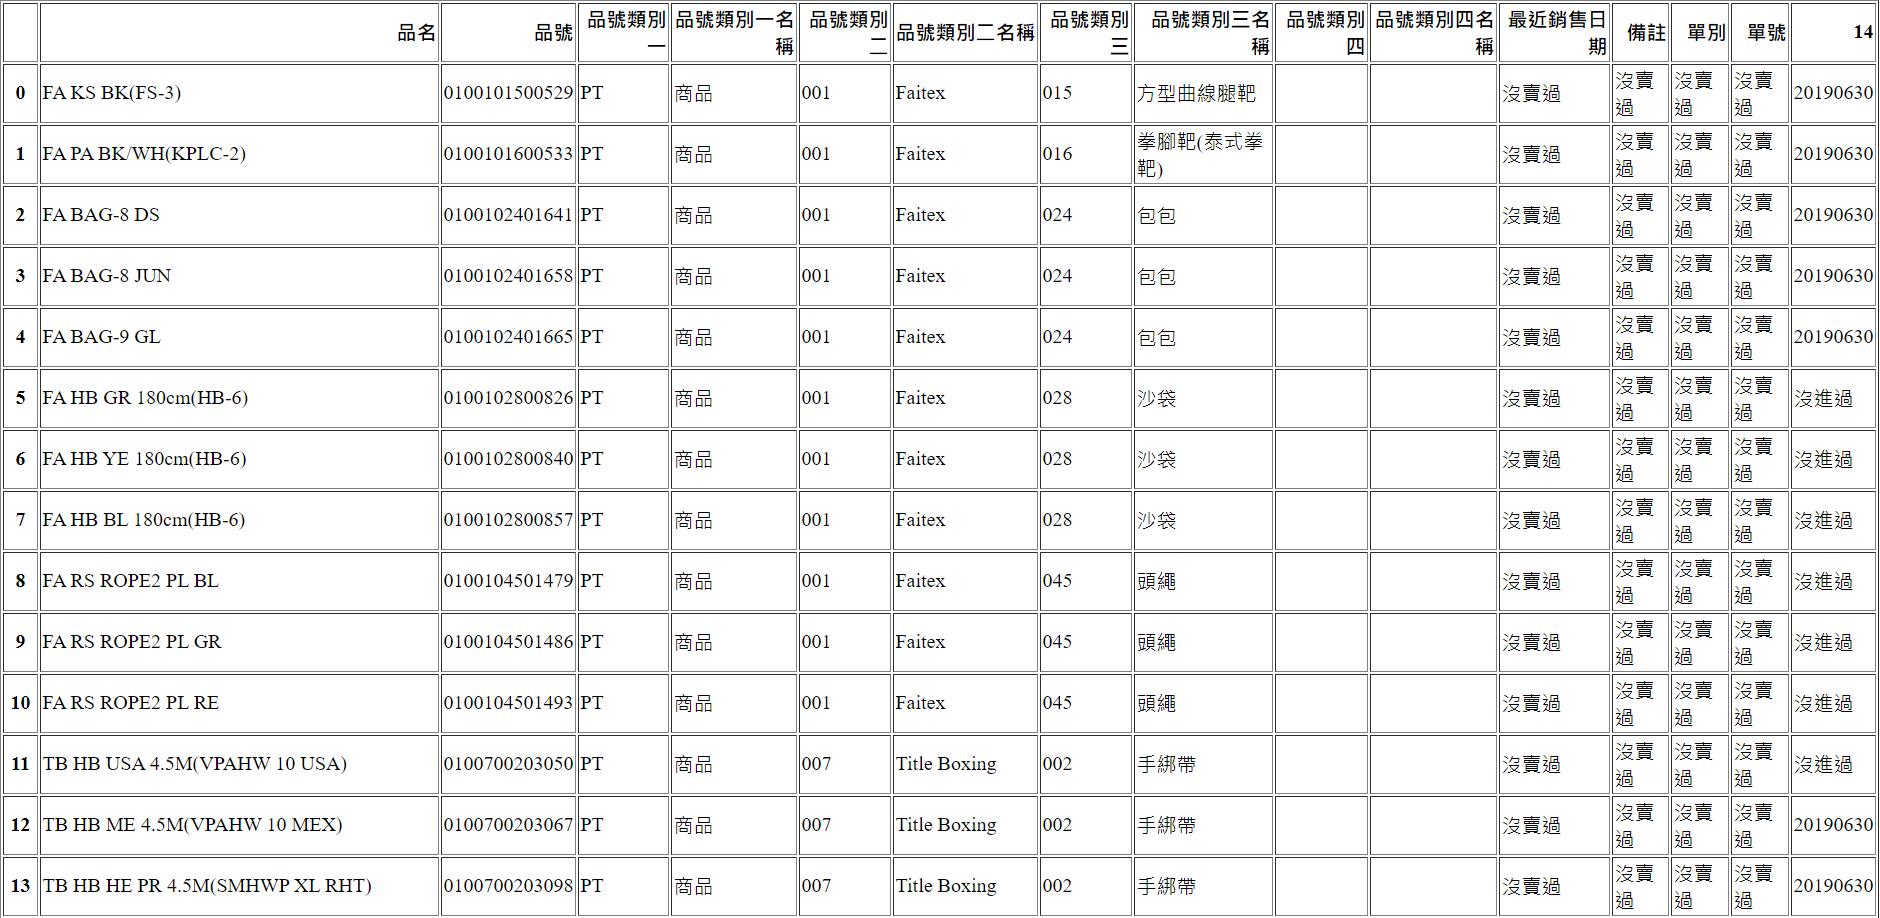 品名 品號 品號類別一 品號類別一名稱 品號類別二 品號類別二名稱 品號類別三 品號類別三名稱 品號類別四 品號類別四名稱 最近銷售日期 備註 單別 單號 14
0 FA KS BK(FS-3) 0100101500529 PT 商品 001 Faitex 015 方型曲線腿靶 沒賣過 沒賣過 沒賣過 沒賣過 20190630
1 FA PA BK/WH(KPLC-2) 0100101600533 PT 商品 001 Faitex 016 拳腳靶(泰式拳靶) 沒賣過 沒賣過 沒賣過 沒賣過 20190630
2 FA BAG-8 DS 0100102401641 PT 商品 001 Faitex 024 包包 沒賣過 沒賣過 沒賣過 沒賣過 20190630
3 FA BAG-8 JUN 0100102401658 PT 商品 001 Faitex 024 包包 沒賣過 沒賣過 沒賣過 沒賣過 20190630
4 FA BAG-9 GL 0100102401665 PT 商品 001 Faitex 024 包包 沒賣過 沒賣過 沒賣過 沒賣過 20190630
5 FA HB GR 180cm(HB-6) 0100102800826 PT 商品 001 Faitex 028 沙袋 沒賣過 沒賣過 沒賣過 沒賣過 沒進過
6 FA HB YE 180cm(HB-6) 0100102800840 PT 商品 001 Faitex 028 沙袋 沒賣過 沒賣過 沒賣過 沒賣過 沒進過
7 FA HB BL 180cm(HB-6) 0100102800857 PT 商品 001 Faitex 028 沙袋 沒賣過 沒賣過 沒賣過 沒賣過 沒進過
8 FA RS ROPE2 PL BL 0100104501479 PT 商品 001 Faitex 045 頭繩 沒賣過 沒賣過 沒賣過 沒賣過 沒進過
9 FA RS ROPE2 PL GR 0100104501486 PT 商品 001 Faitex 045 頭繩 沒賣過 沒賣過 沒賣過 沒賣過 沒進過
10 FA RS ROPE2 PL RE 0100104501493 PT 商品 001 Faitex 045 頭繩 沒賣過 沒賣過 沒賣過 沒賣過 沒進過
11 TB HB USA 4.5M(VPAHW 10 USA) 0100700203050 PT 商品 007 Title Boxing 002 手綁帶 沒賣過 沒賣過 沒賣過 沒賣過 沒進過
12 TB HB ME 4.5M(VPAHW 10 MEX) 0100700203067 PT 商品 007 Title Boxing 002 手綁帶 沒賣過 沒賣過 沒賣過 沒賣過 20190630
13 TB HB HE PR 4.5M(SMHWP XL RHT) 0100700203098 PT 商品 007 Title Boxing 002 手綁帶 沒賣過 沒賣過 沒賣過 沒賣過 20190630